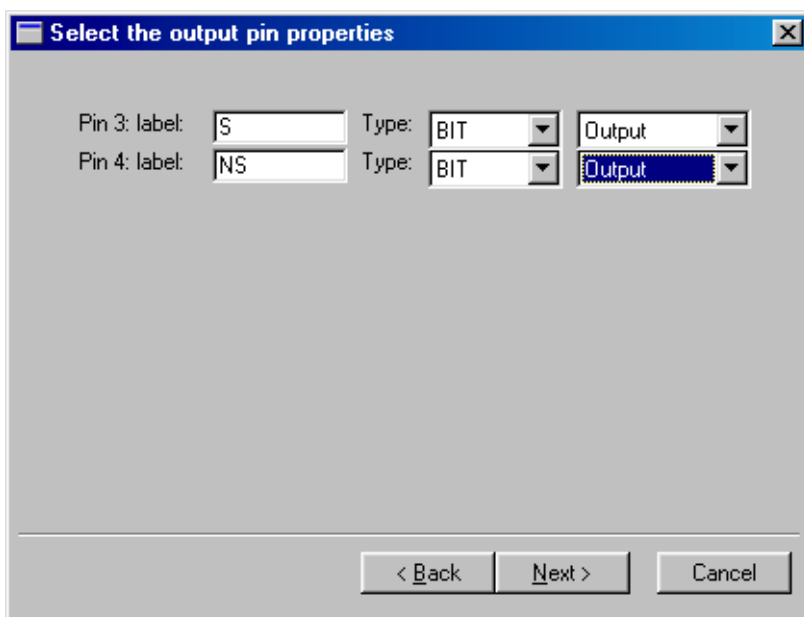 Select the output pin properties
Pin 3: label: S Type: BIT Output
Pin 4: label: NS Type: BIT Output
< Back Next > Cancel